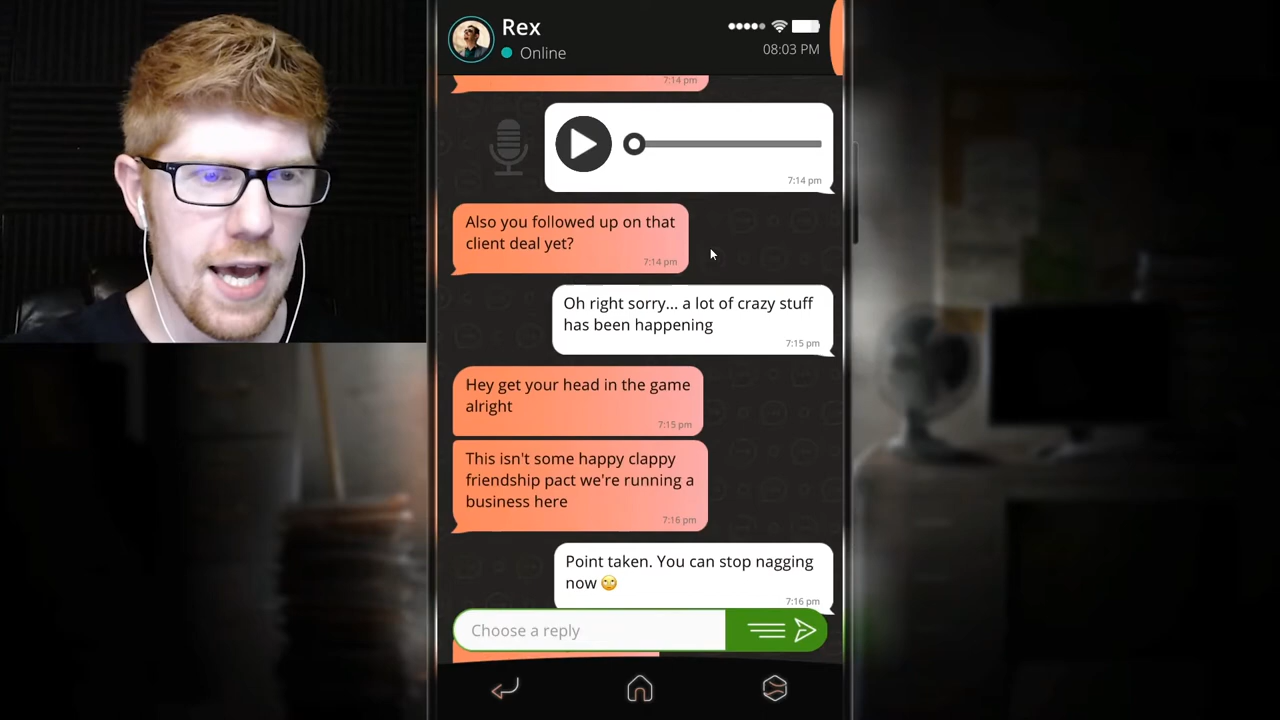 Rex
Online
08:03 PM
7:14 pm
7:14 pm
Also you followed up on that
client deal yet?
7:14 pm
Oh right sorry... a lot of crazy stuff
has been happening
7:15 pm
Hey get your head in the game
alright
7:15 pm
This isn't some happy clappy
friendship pact we're running a
business here
7:16 pm
Point taken. You can stop nagging
now 🙄
7:16 pm
Choose a reply